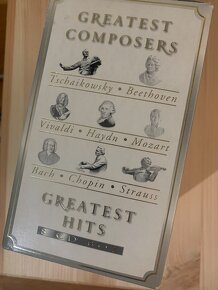 GREATEST
COMPOSERS
Tschaikowsky • Beethoven
Vivaldi • Haydn • Mozart
Bach • Chopin • Strauss
GREATEST
HITS